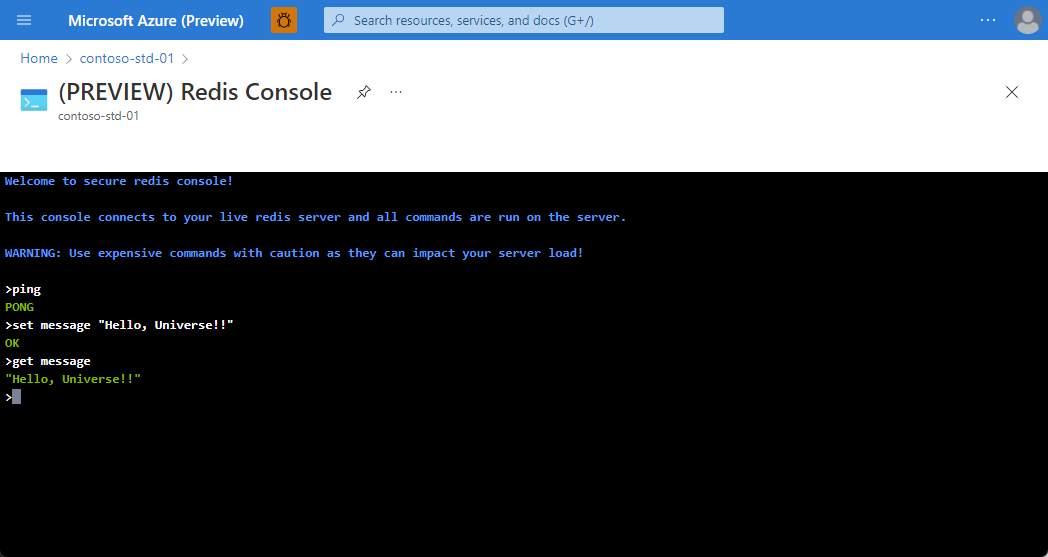 Microsoft Azure (Preview)
Search resources, services, and docs (G+/)
Home > contoso-std-01 >
(PREVIEW) Redis Console
contoso-std-01
Welcome to secure redis console!
This console connects to your live redis server and all commands are run on the server.
WARNING: Use expensive commands with caution as they can impact your server load!
>ping
PONG
>set message "Hello, Universe!!"
OK
>get message
"Hello, Universe!!"
>